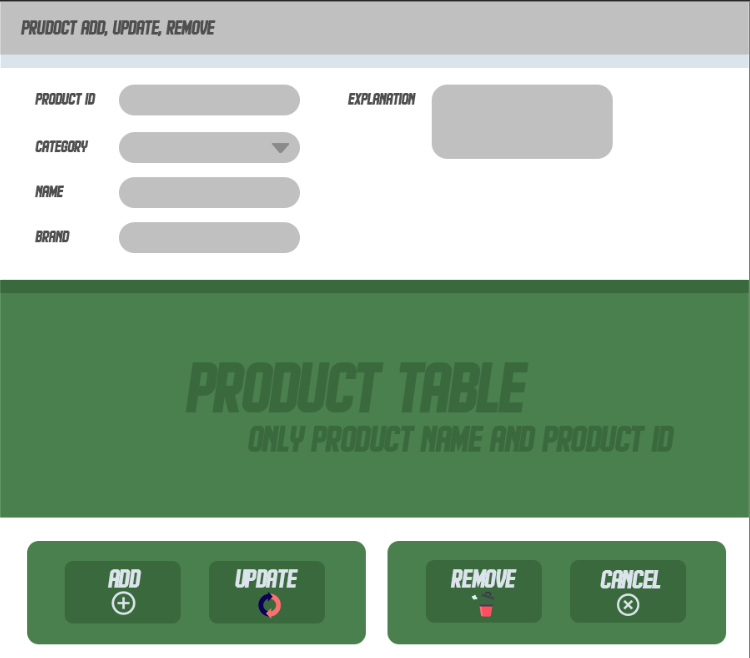 PRUDOCT ADD, UPDATE, REMOVE
PRODUCT ID
EXPLANATION
CATEGORY
NAME
BRAND
PRODUCT TABLE
ONLY PRODUCT NAME AND PRODUCT ID
ADD
UPDATE
REMOVE
CANCEL